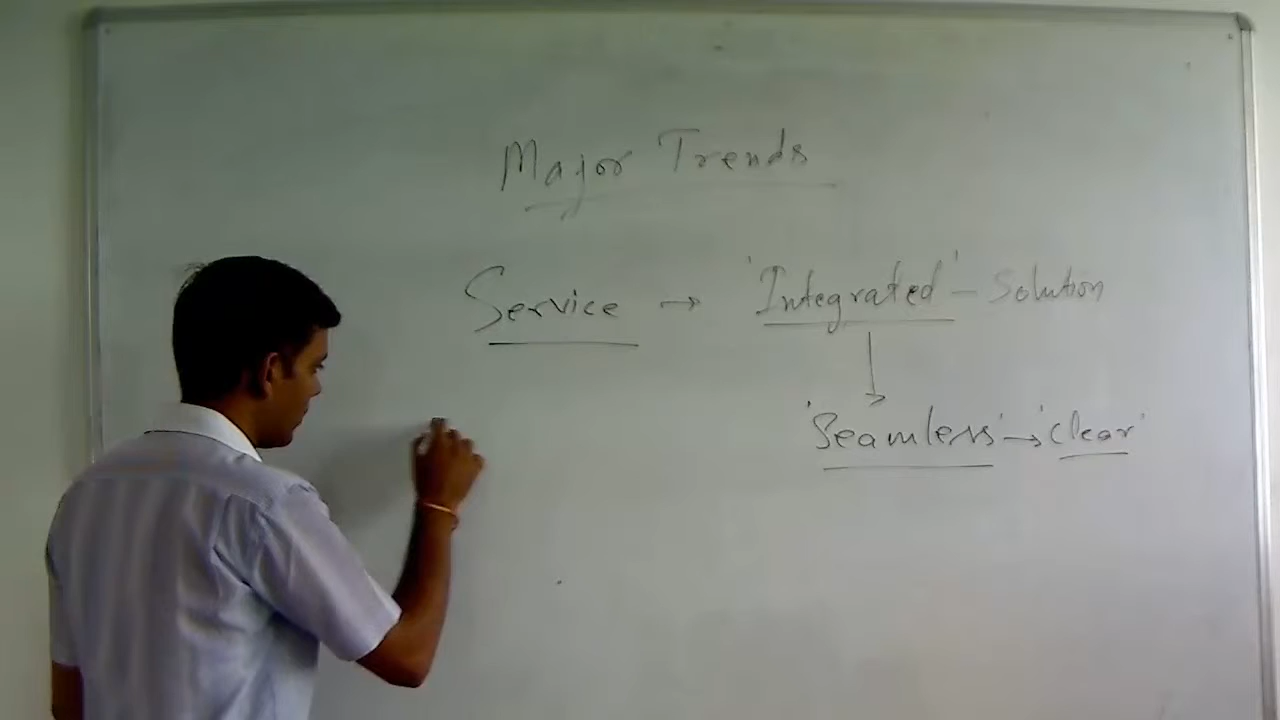 Major Trends
Service → 'Integrated' - Solution
'Seamless' → 'Clear'